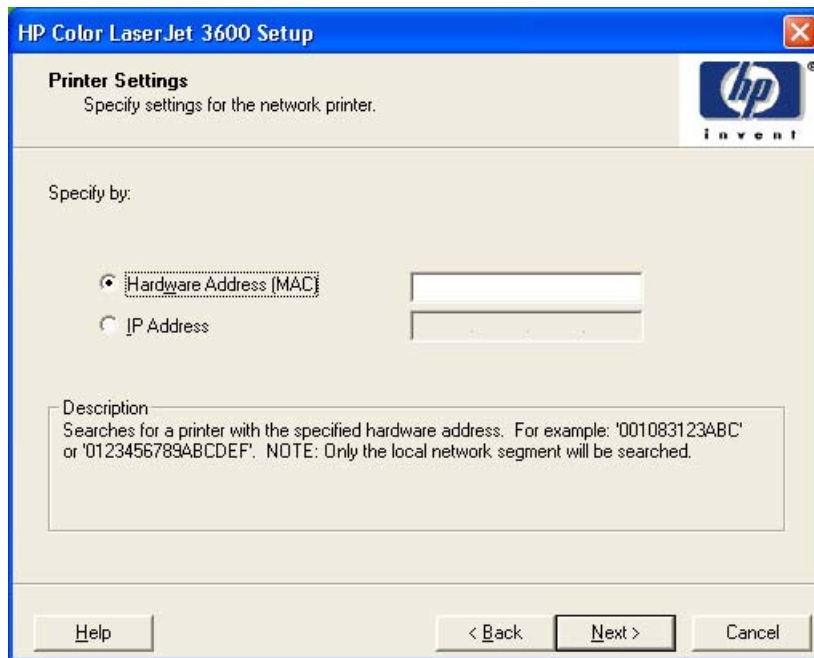 HP Color LaserJet 3600 Setup
Printer Settings
Specify settings for the network printer.
hp
®
invent
Specify by:
Hardware Address (MAC)
IP Address
Description
Searches for a printer with the specified hardware address. For example: '001083123ABC'
or '0123456789ABCDEF'. NOTE: Only the local network segment will be searched.
Help
< Back
Next >
Cancel